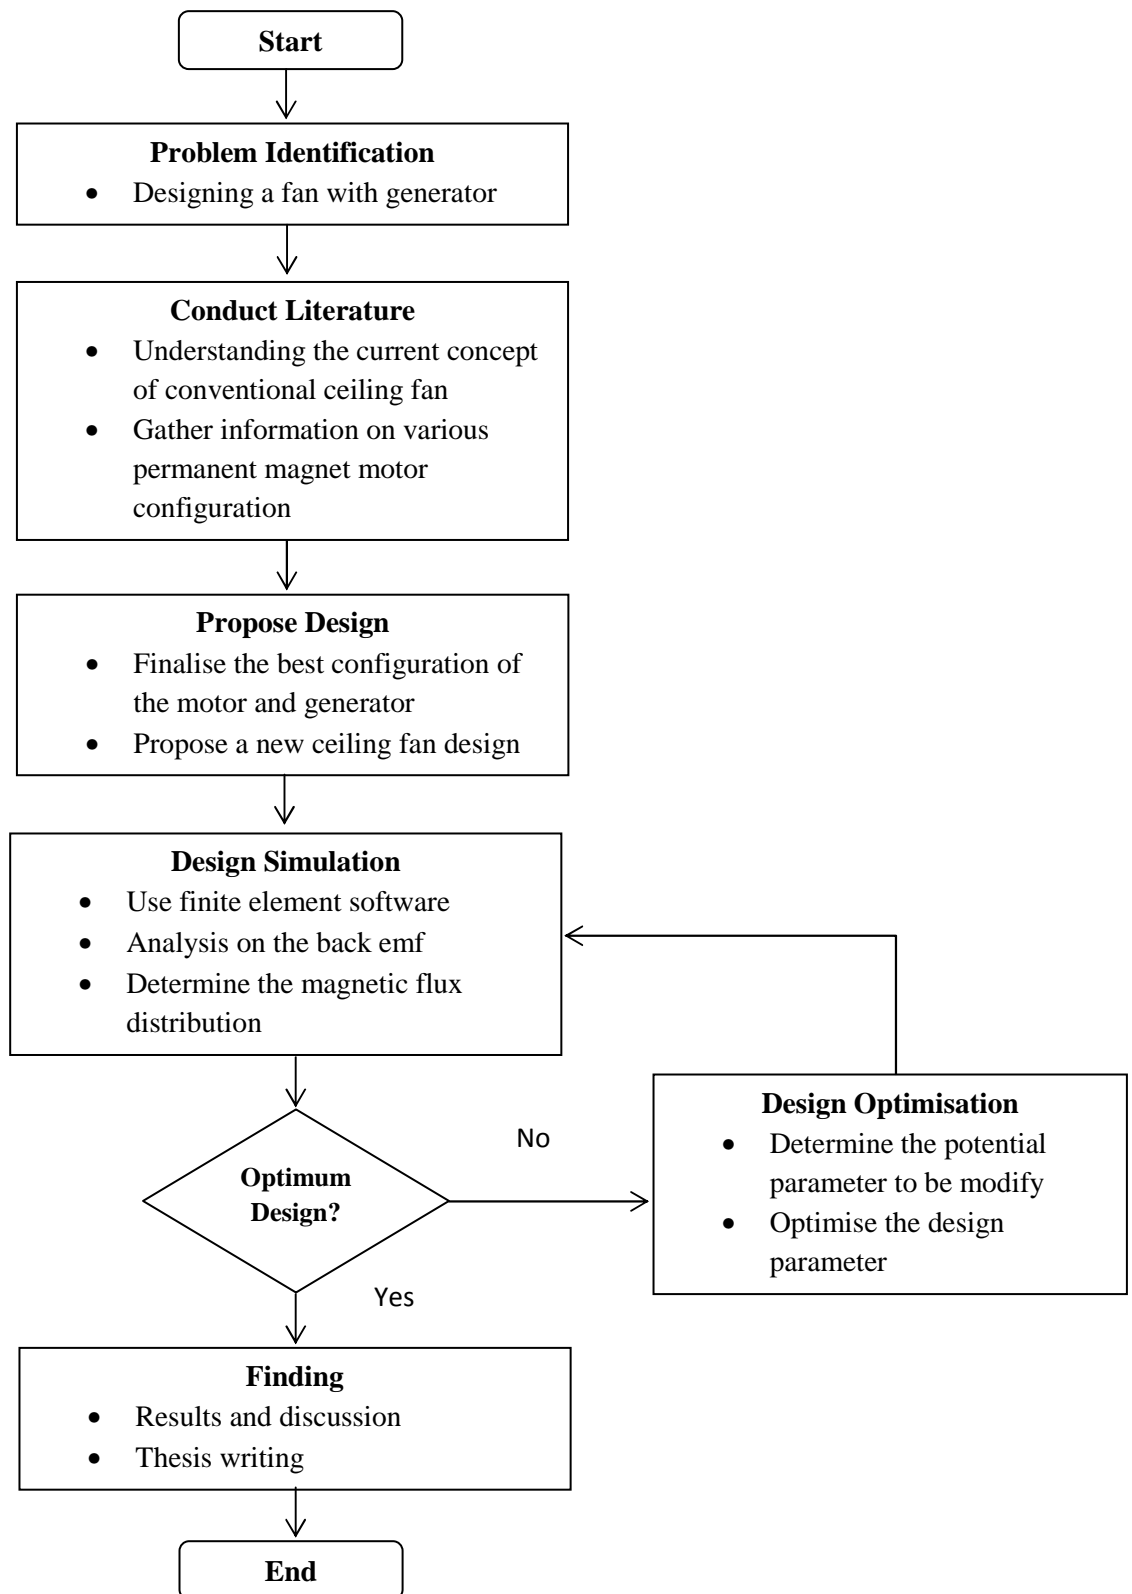 Start
Problem Identification
• Designing a fan with generator
Conduct Literature
• Understanding the current concept
of conventional ceiling fan
• Gather information on various
permanent magnet motor
configuration
Propose Design
• Finalise the best configuration of
the motor and generator
• Propose a new ceiling fan design
Design Simulation
• Use finite element software
• Analysis on the back emf
• Determine the magnetic flux
distribution
Optimum
Design?
No
Design Optimisation
• Determine the potential
parameter to be modify
• Optimise the design
parameter
Yes
Finding
• Results and discussion
• Thesis writing
End